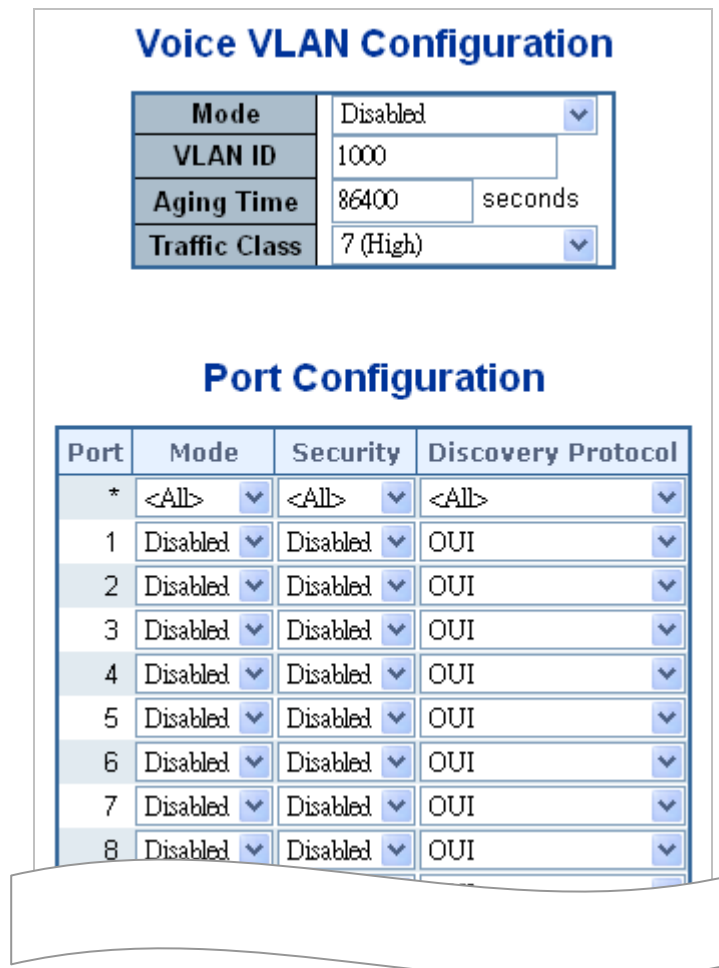 Voice VLAN Configuration
Mode Disabled
VLAN ID 1000
Aging Time 86400 seconds
Traffic Class 7 (High)
Port Configuration
Port Mode Security Discovery Protocol
* <All> <All> <All>
1 Disabled Disabled OUI
2 Disabled Disabled OUI
3 Disabled Disabled OUI
4 Disabled Disabled OUI
5 Disabled Disabled OUI
6 Disabled Disabled OUI
7 Disabled Disabled OUI
8 Disabled Disabled OUI